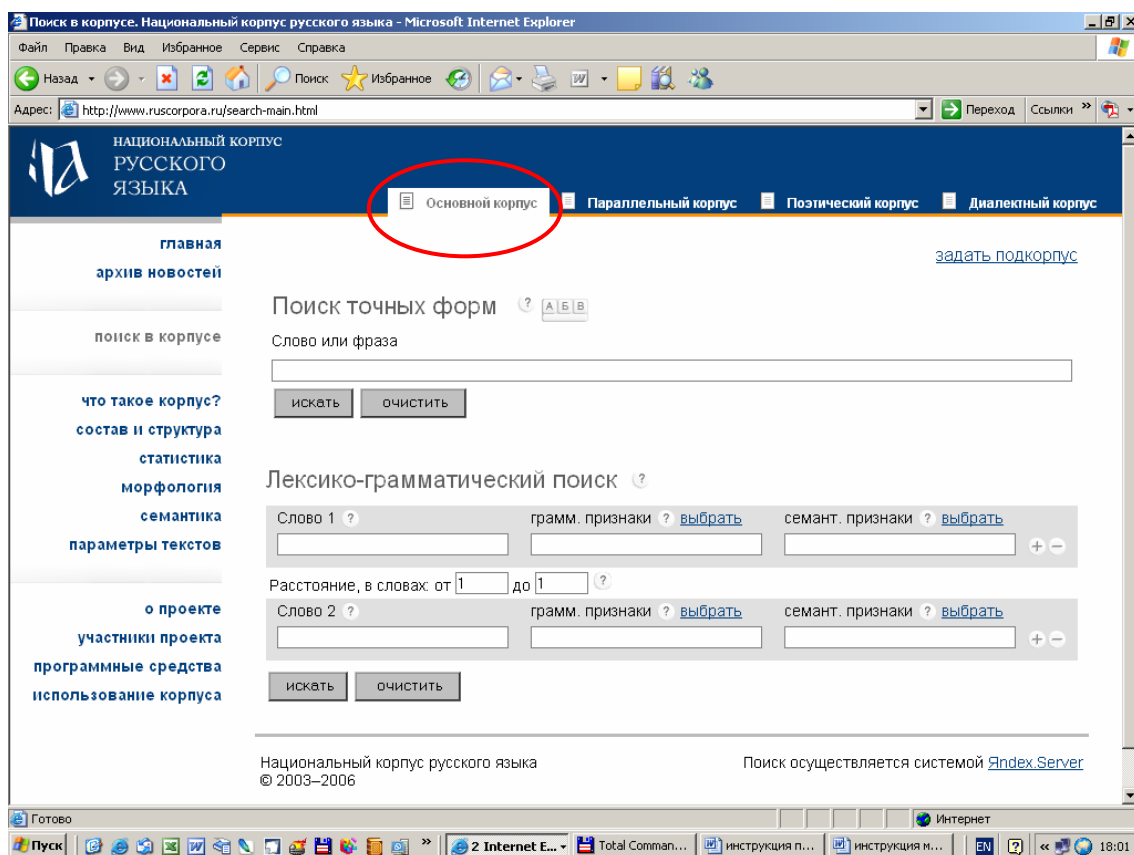 Поиск в корпусе. Национальный корпус русского языка - Microsoft Internet Explorer
Файл Правка Вид Избранное Сервис Справка
Назад Поиск Избранное
Адрес: http://www.ruscorpora.ru/search-main.html Переход Ссылки »
НАЦИОНАЛЬНЫЙ КОРПУС
РУССКОГО
ЯЗЫКА
Основной корпус Параллельный корпус Поэтический корпус Диалектный корпус
главная
архив новостей
задать подкорпус
Поиск точных форм ? А Б В
поиск в корпусе
Слово или фраза
искать очистить
что такое корпус?
состав и структура
статистика
морфология
семантика
параметры текстов
Лексико-грамматический поиск ?
Слово 1 ? грамм. признаки ? выбрать семант. признаки ? выбрать
+ −
Расстояние, в словах: от 1 до 1 ?
Слово 2 ? грамм. признаки ? выбрать семант. признаки ? выбрать
+ −
искать очистить
о проекте
участники проекта
программные средства
использование корпуса
Национальный корпус русского языка
© 2003–2006
Поиск осуществляется системой Яndex.Server
Готово Интернет
Пуск » 2 Internet E... Total Comman... инструкция п... инструкция м... EN ? « 18:01